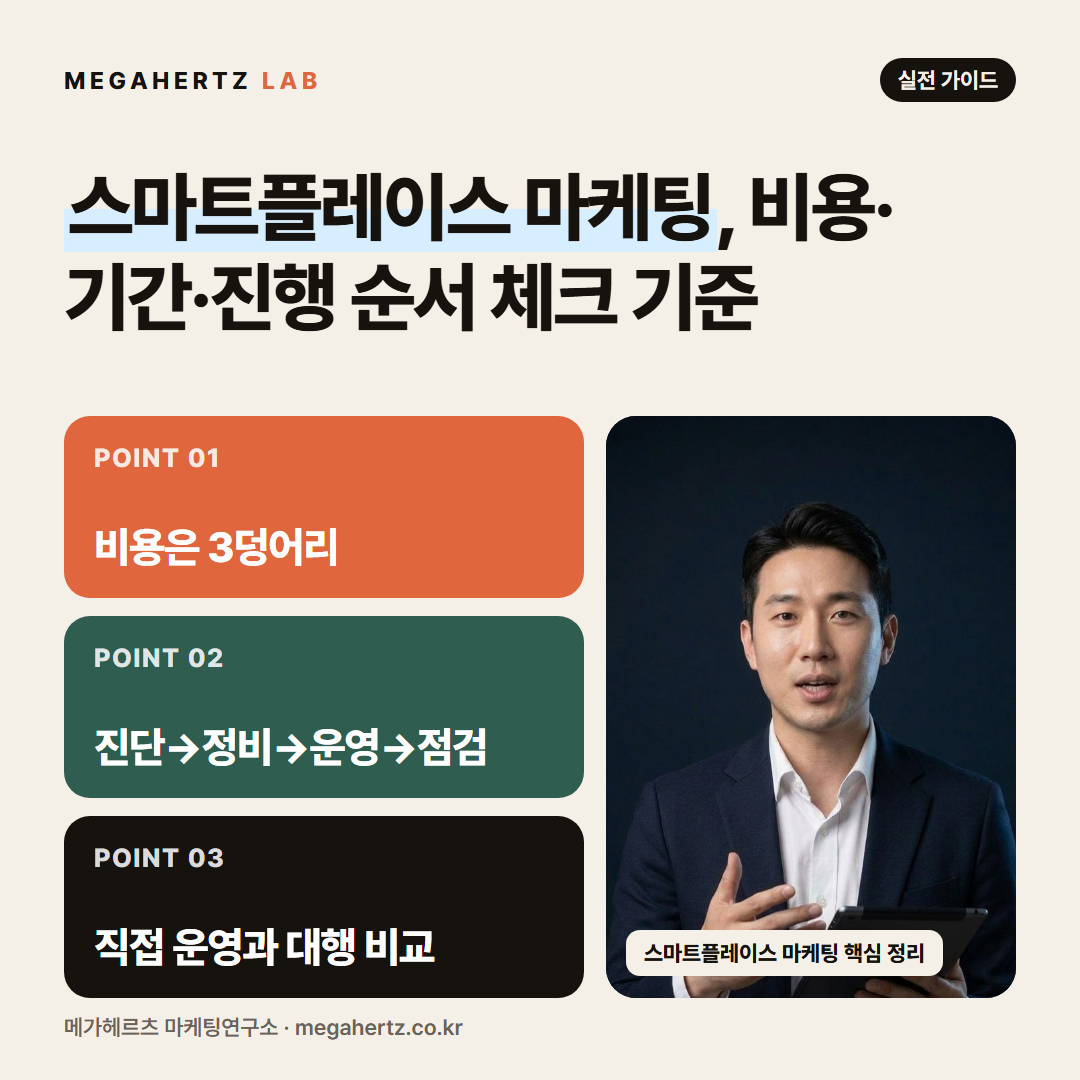 MEGAHERTZ LAB
실전 가이드
스마트플레이스 마케팅, 비용·
기간·진행 순서 체크 기준
POINT 01
비용은 3덩어리
POINT 02
진단→정비→운영→점검
POINT 03
직접 운영과 대행 비교
스마트플레이스 마케팅 핵심 정리
메가헤르츠 마케팅연구소 · megahertz.co.kr